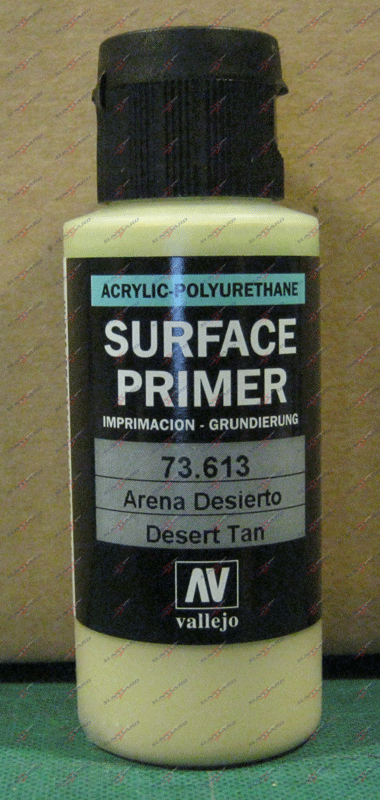 ACRYLIC-POLYURETHANE
SURFACE
PRIMER
IMPRIMACION - GRUNDIERUNG
73.613
Arena Desierto
Desert Tan
AV
vallejo